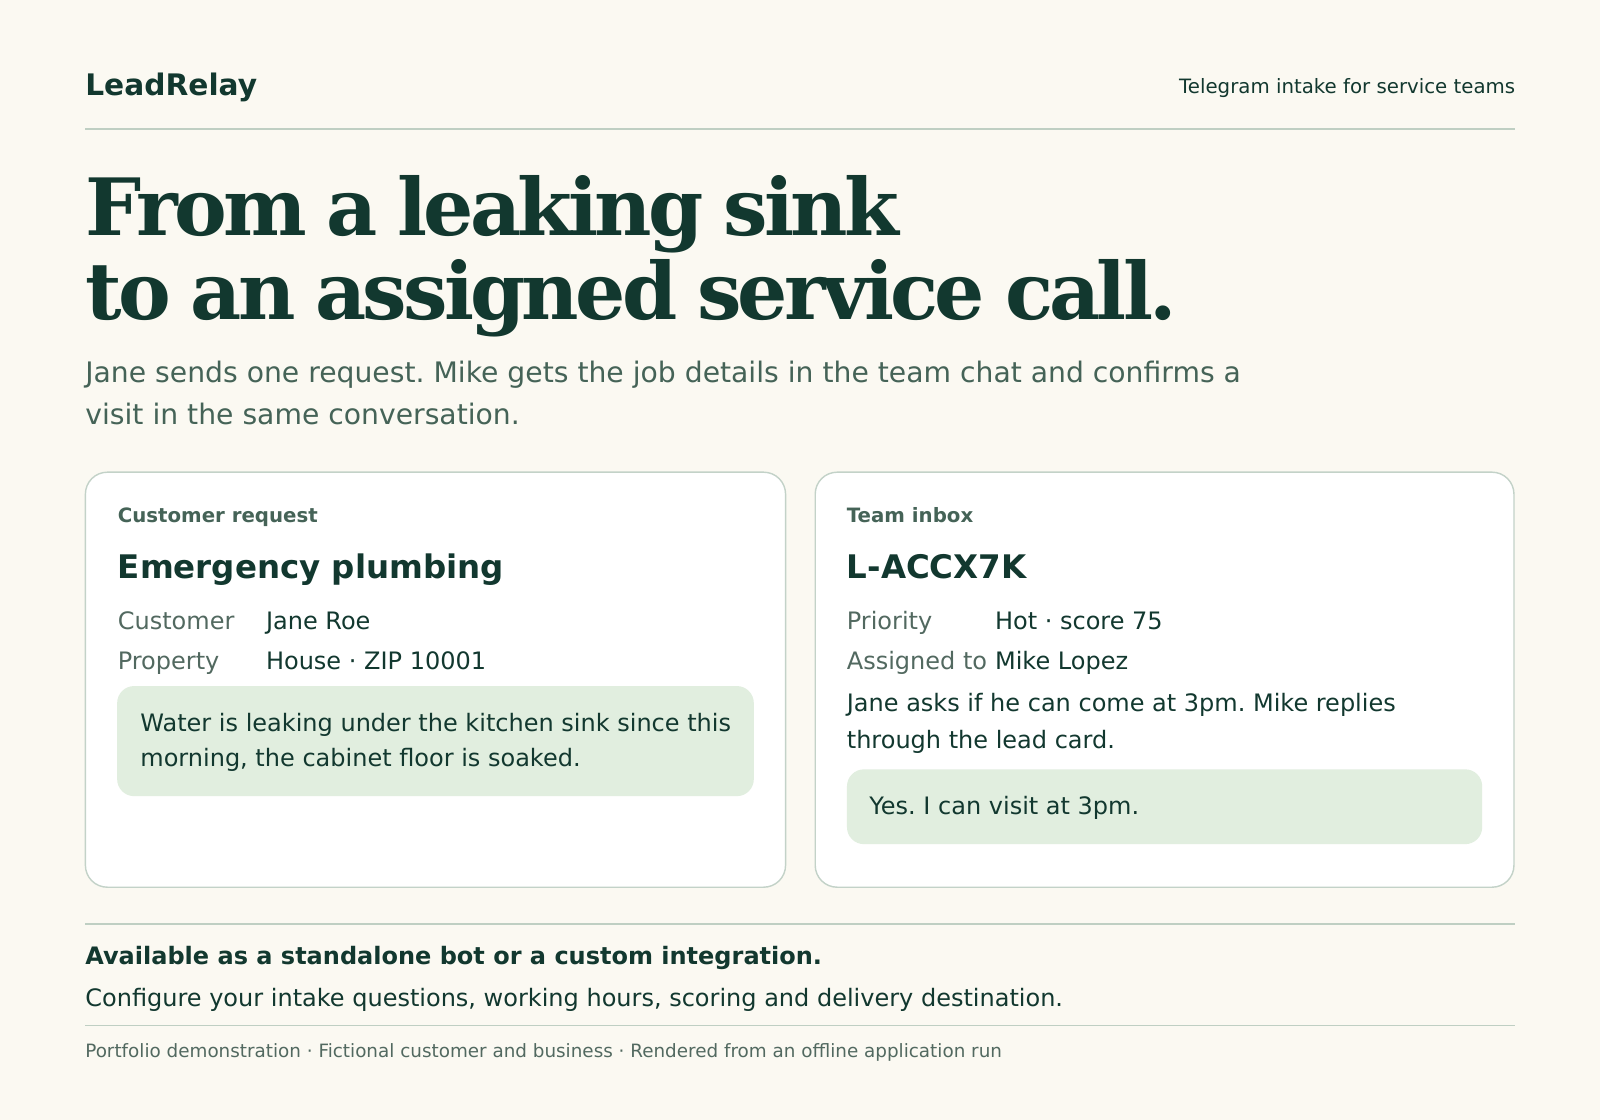 LeadRelay
Telegram intake for service teams
From a leaking sink
to an assigned service call.
Jane sends one request. Mike gets the job details in the team chat and confirms a
visit in the same conversation.
Customer request
Emergency plumbing
Customer Jane Roe
Property House · ZIP 10001
Water is leaking under the kitchen sink since this
morning, the cabinet floor is soaked.
Team inbox
L-ACCX7K
Priority Hot · score 75
Assigned to Mike Lopez
Jane asks if he can come at 3pm. Mike replies
through the lead card.
Yes. I can visit at 3pm.
Available as a standalone bot or a custom integration.
Configure your intake questions, working hours, scoring and delivery destination.
Portfolio demonstration · Fictional customer and business · Rendered from an offline application run